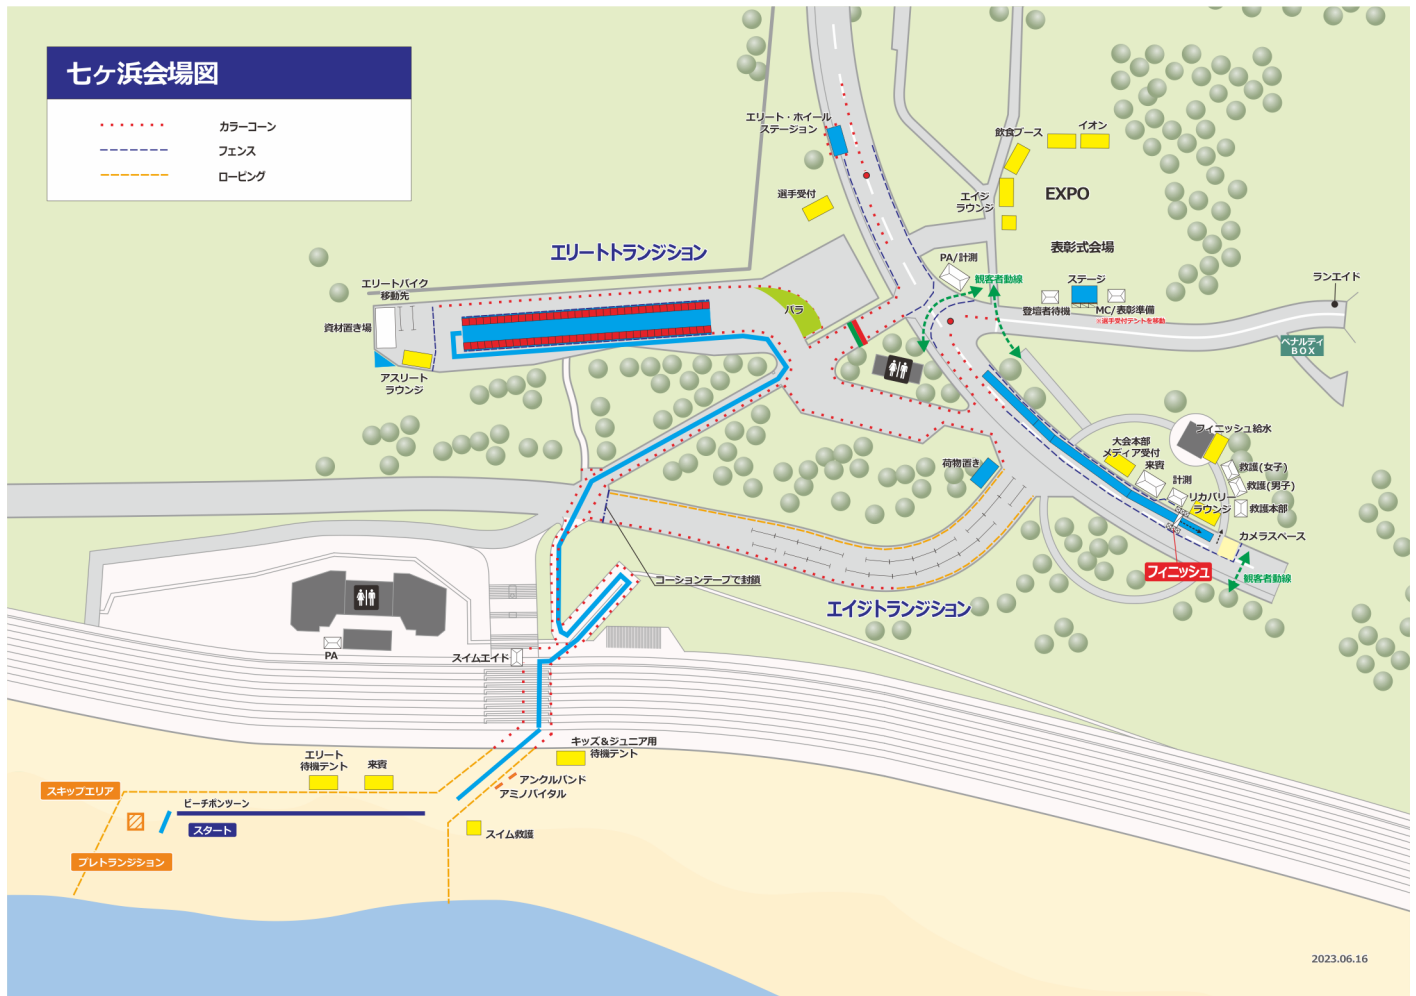 七ヶ浜会場図
カラーコーン
フェンス
ロービング
エリート・ホイール
ステーション
選手受付
飲食ブース
イオン
エイジ
ラウンジ
EXPO
表彰式会場
エリートトランジション
PA/計測
観客者動線
ステージ
登壇者待機
MC/表彰準備
※選手受付テントを移動
ランエイド
ペナルティ
BOX
エリートバイク
移動先
資材置き場
アスリート
ラウンジ
パラ
フィニッシュ給水
大会本部
メディア受付
来賓
計測
リカバリー
ラウンジ
救護(女子)
救護(男子)
救護本部
カメラスペース
荷物置き
フィニッシュ
観客者動線
コーションテープで封鎖
エイジトランジション
PA
スイムエイド
キッズ&ジュニア用
待機テント
エリート
待機テント
来賓
アンクルバンド
アミノバイタル
スキップエリア
ビーチポンツーン
スタート
スイム救護
プレトランジション
2023.06.16